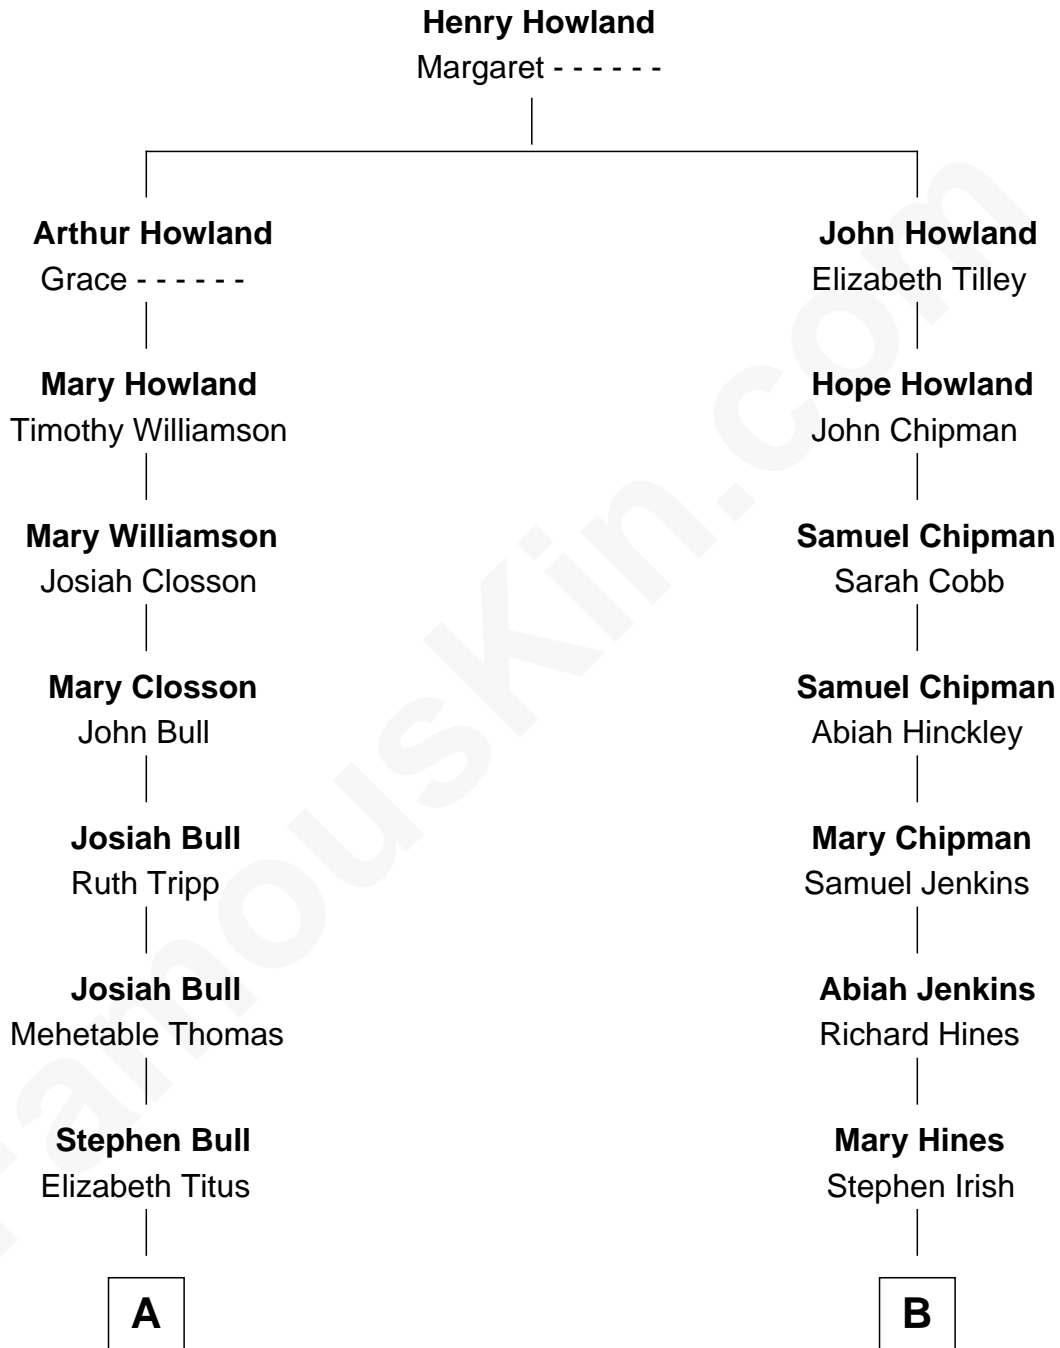 Henry Howland
Margaret - - - - - -
Arthur Howland
Grace - - - - - -
Mary Howland
Timothy Williamson
Mary Williamson
Josiah Closson
Mary Closson
John Bull
Josiah Bull
Ruth Tripp
Josiah Bull
Mehetable Thomas
Stephen Bull
Elizabeth Titus
A
John Howland
Elizabeth Tilley
Hope Howland
John Chipman
Samuel Chipman
Sarah Cobb
Samuel Chipman
Abiah Hinckley
Mary Chipman
Samuel Jenkins
Abiah Jenkins
Richard Hines
Mary Hines
Stephen Irish
B
FamousKin.com